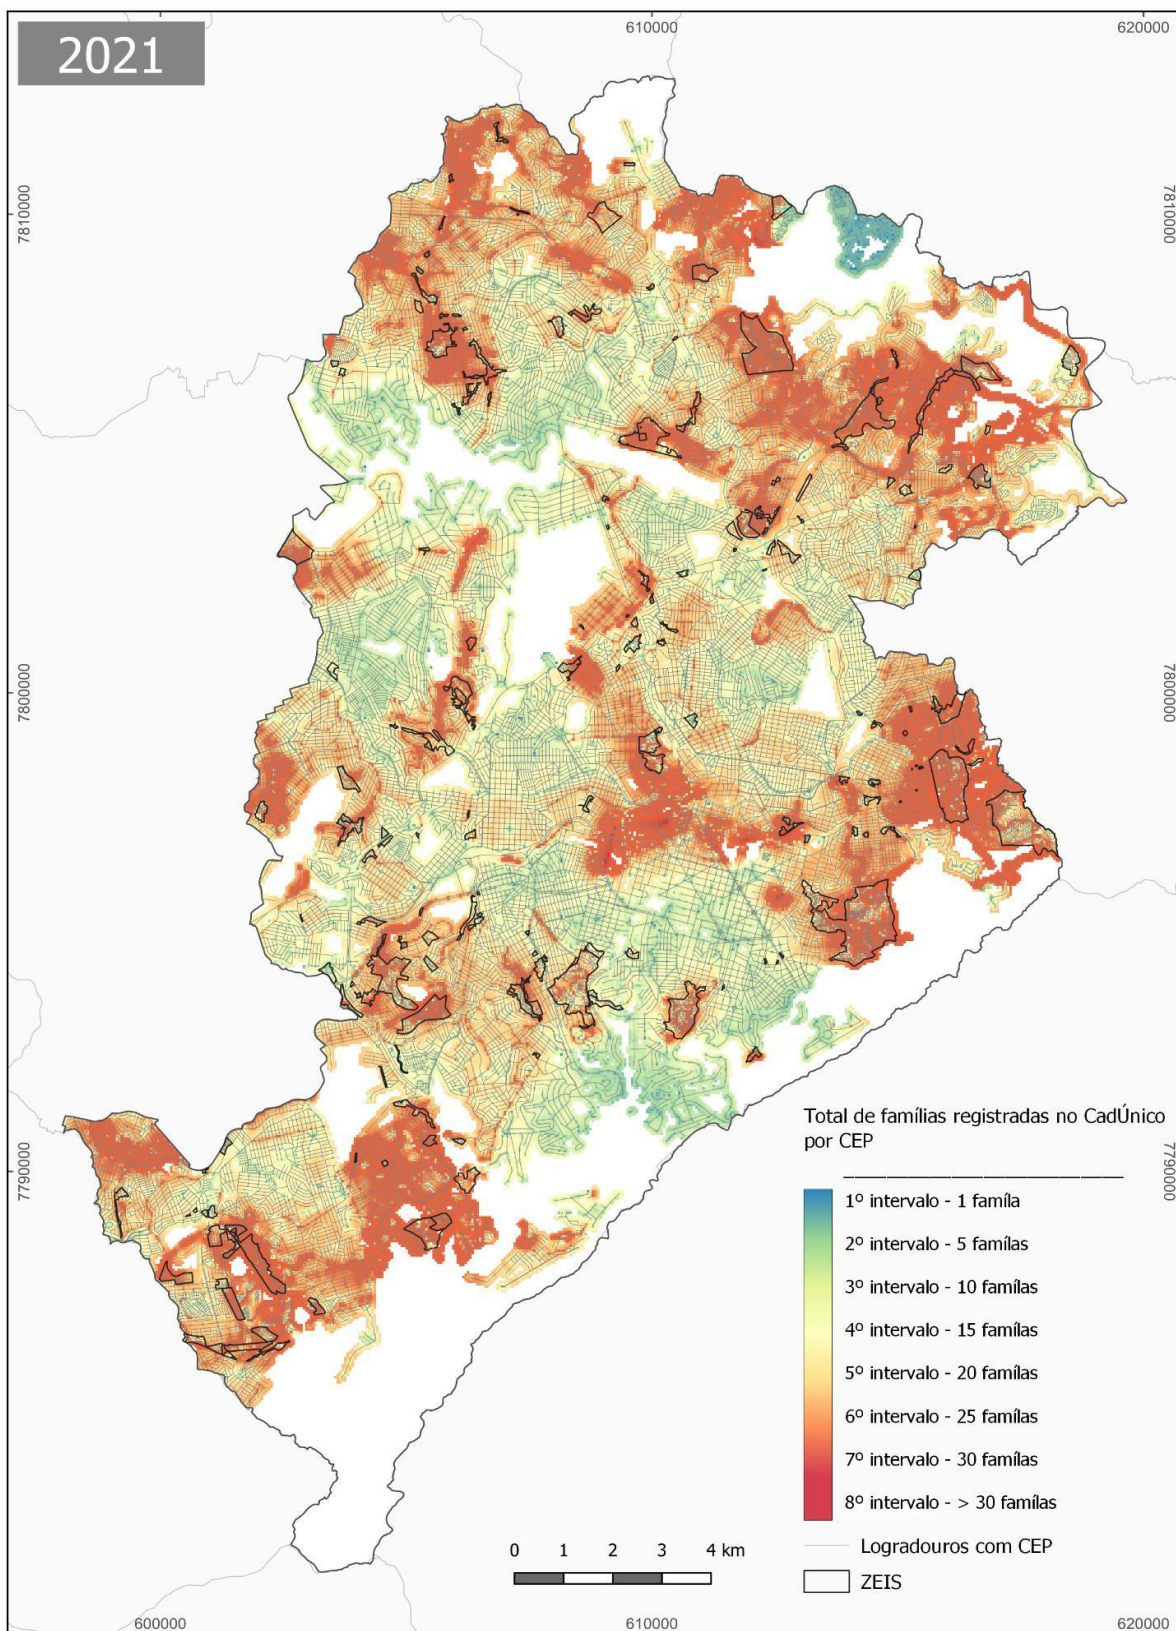 610000
620000
2021
7810000
7810000
7800000
7800000
7790000
7790000
Total de famílias registradas no CadÚnico
por CEP
1º intervalo - 1 famíla
2º intervalo - 5 famílas
3º intervalo - 10 famílas
4º intervalo - 15 famílas
5º intervalo - 20 famílas
6º intervalo - 25 famílas
7º intervalo - 30 famílas
8º intervalo - > 30 famílas
Logradouros com CEP
ZEIS
0 1 2 3 4 km
600000
610000
620000